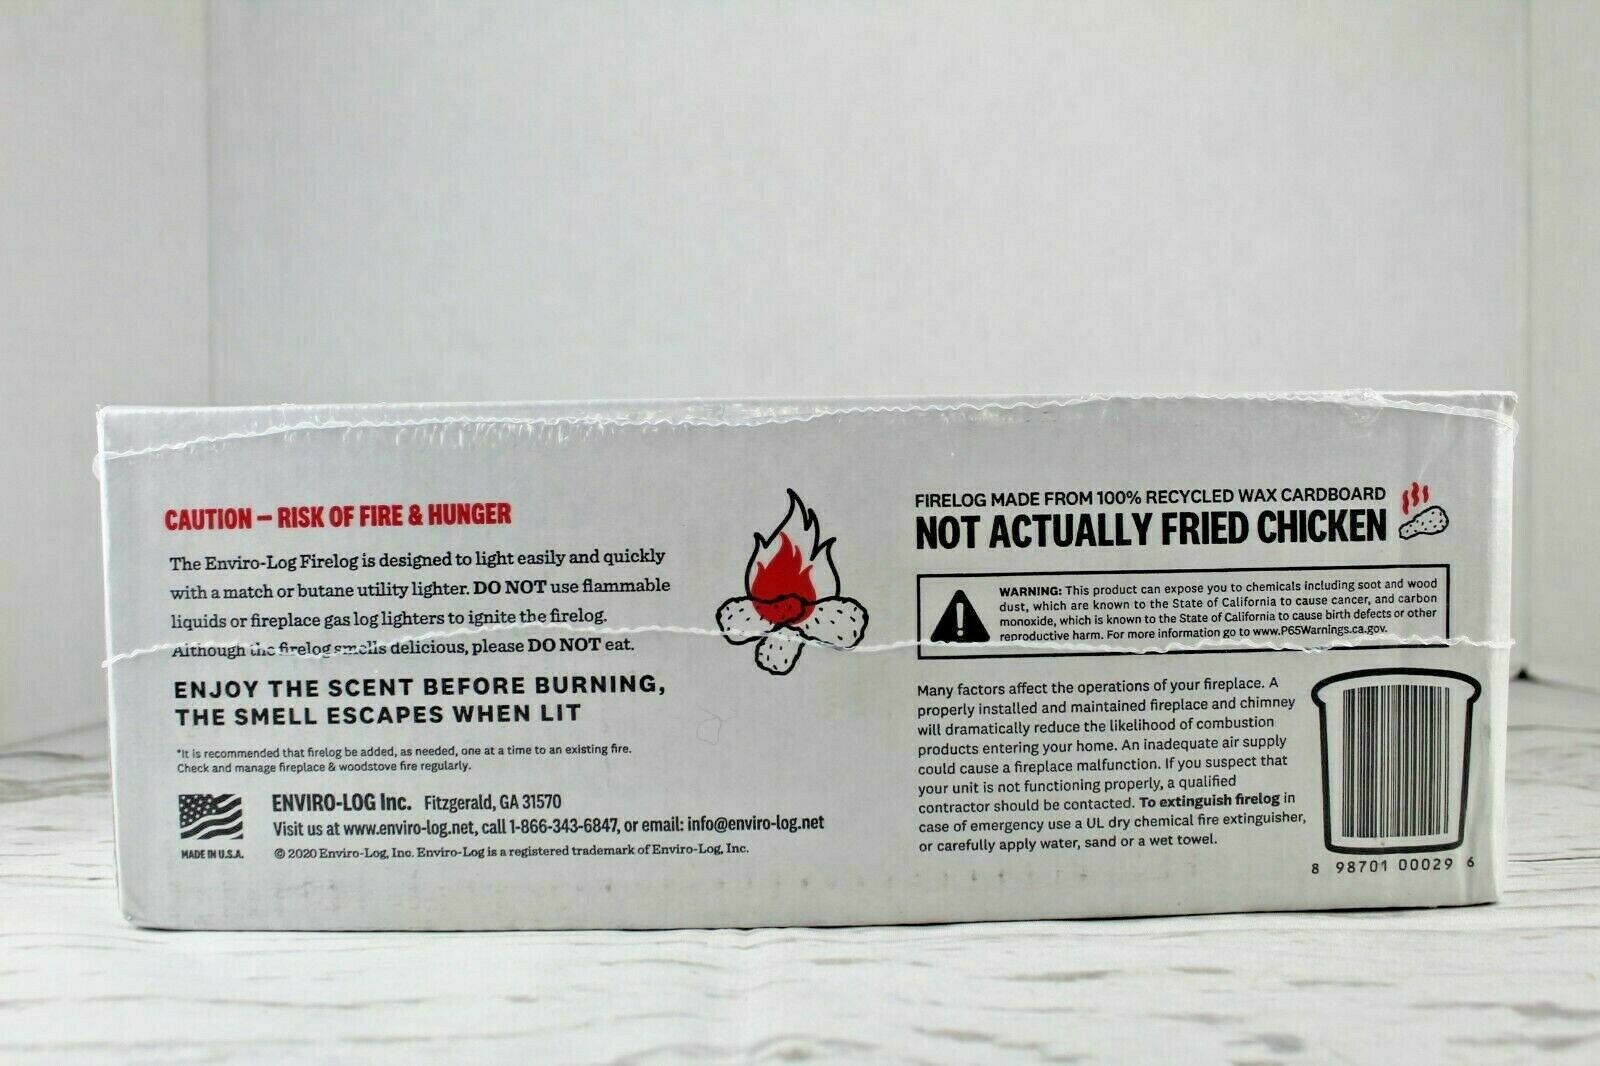 CAUTION – RISK OF FIRE & HUNGER
The Enviro-Log Firelog is designed to light easily and quickly
with a match or butane utility lighter. DO NOT use flammable
liquids or fireplace gas log lighters to ignite the firelog.
Although the firelog smells delicious, please DO NOT eat.
ENJOY THE SCENT BEFORE BURNING,
THE SMELL ESCAPES WHEN LIT
*It is recommended that firelog be added, as needed, one at a time to an existing fire.
Check and manage fireplace & woodstove fire regularly.
MADE IN U.S.A.
ENVIRO-LOG Inc. Fitzgerald, GA 31570
Visit us at www.enviro-log.net, call 1-866-343-6847, or email: info@enviro-log.net
© 2020 Enviro-Log, Inc. Enviro-Log is a registered trademark of Enviro-Log, Inc.
FIRELOG MADE FROM 100% RECYCLED WAX CARDBOARD
NOT ACTUALLY FRIED CHICKEN
WARNING: This product can expose you to chemicals including soot and wood
dust, which are known to the State of California to cause cancer, and carbon
monoxide, which is known to the State of California to cause birth defects or other
reproductive harm. For more information go to www.P65Warnings.ca.gov.
Many factors affect the operations of your fireplace. A
properly installed and maintained fireplace and chimney
will dramatically reduce the likelihood of combustion
products entering your home. An inadequate air supply
could cause a fireplace malfunction. If you suspect that
your unit is not functioning properly, a qualified
contractor should be contacted. To extinguish firelog in
case of emergency use a UL dry chemical fire extinguisher,
or carefully apply water, sand or a wet towel.
8 98701 00029 6